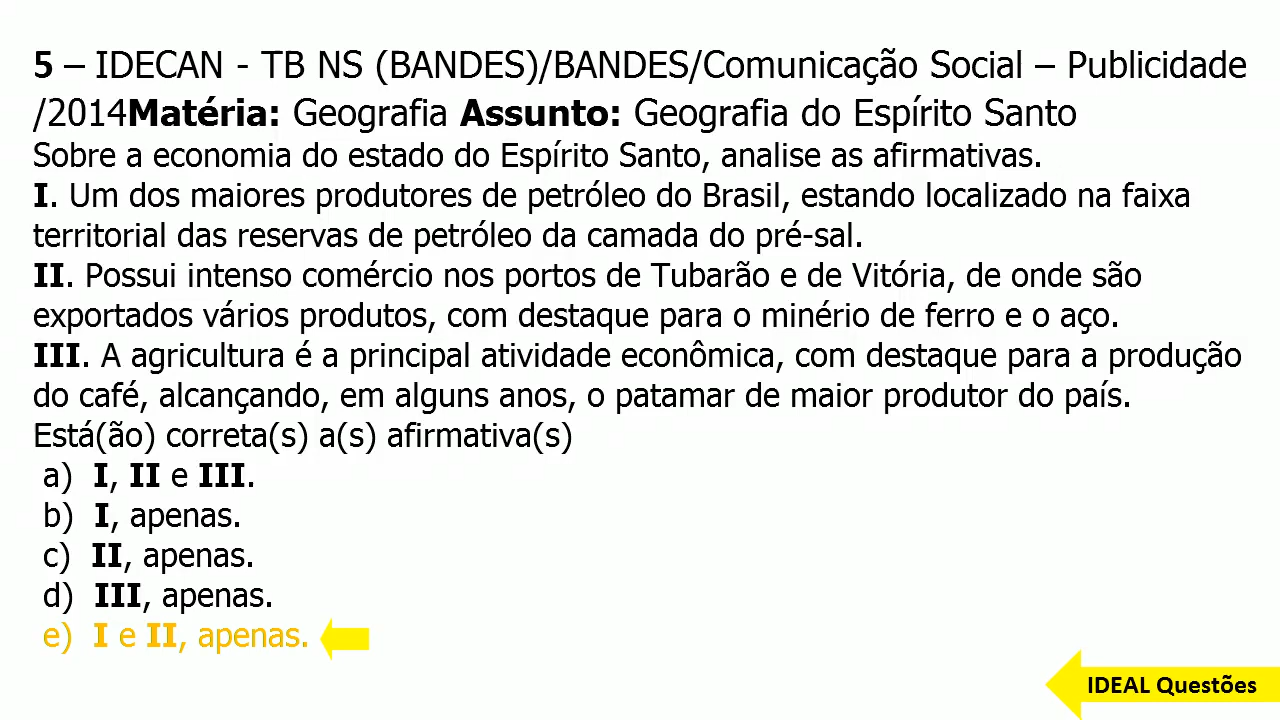 5 – IDECAN - TB NS (BANDES)/BANDES/Comunicação Social – Publicidade
/2014Matéria: Geografia Assunto: Geografia do Espírito Santo
Sobre a economia do estado do Espírito Santo, analise as afirmativas.
I. Um dos maiores produtores de petróleo do Brasil, estando localizado na faixa
territorial das reservas de petróleo da camada do pré-sal.
II. Possui intenso comércio nos portos de Tubarão e de Vitória, de onde são
exportados vários produtos, com destaque para o minério de ferro e o aço.
III. A agricultura é a principal atividade econômica, com destaque para a produção
do café, alcançando, em alguns anos, o patamar de maior produtor do país.
Está(ão) correta(s) a(s) afirmativa(s)
a) I, II e III.
b) I, apenas.
c) II, apenas.
d) III, apenas.
e) I e II, apenas.
IDEAL Questões